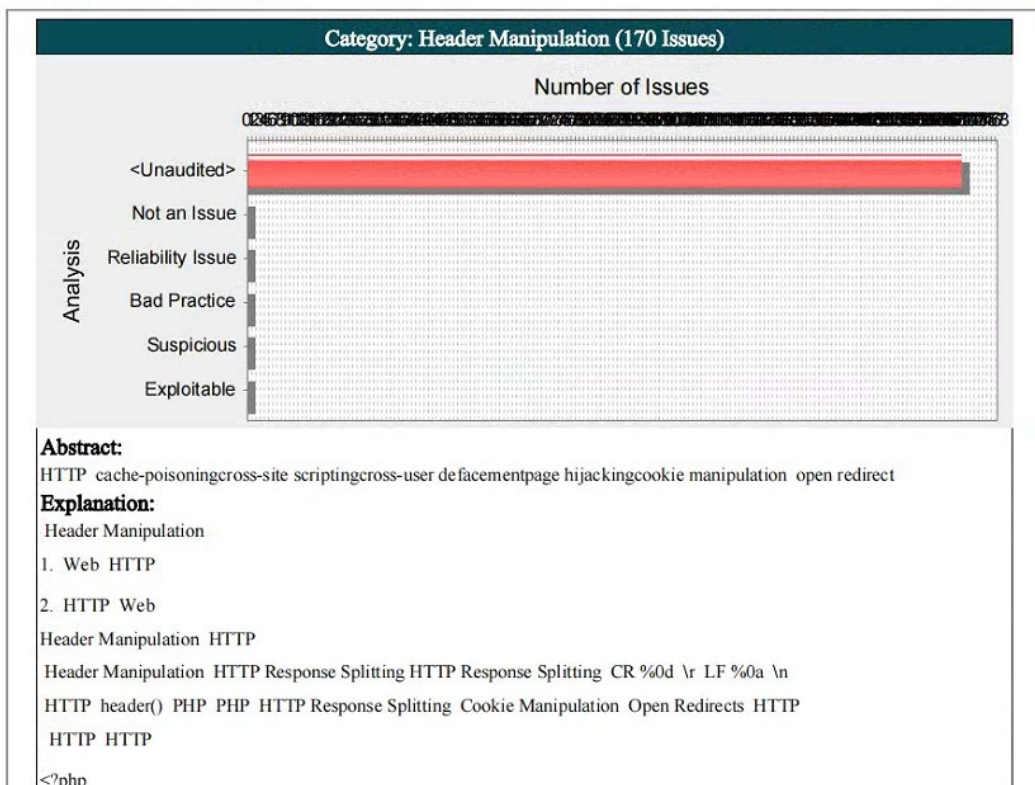 Category: Header Manipulation (170 Issues)
Number of Issues
<Unaudited>
Not an Issue
Reliability Issue
Bad Practice
Suspicious
Exploitable
Analysis
Abstract:
HTTP cache-poisoningcross-site scriptingcross-user defacementpage hijackingcookie manipulation open redirect
Explanation:
Header Manipulation
1. Web HTTP
2. HTTP Web
Header Manipulation HTTP
Header Manipulation HTTP Response Splitting HTTP Response Splitting CR %0d \r LF %0a \n
HTTP header() PHP PHP HTTP Response Splitting Cookie Manipulation Open Redirects HTTP
HTTP HTTP
<?php